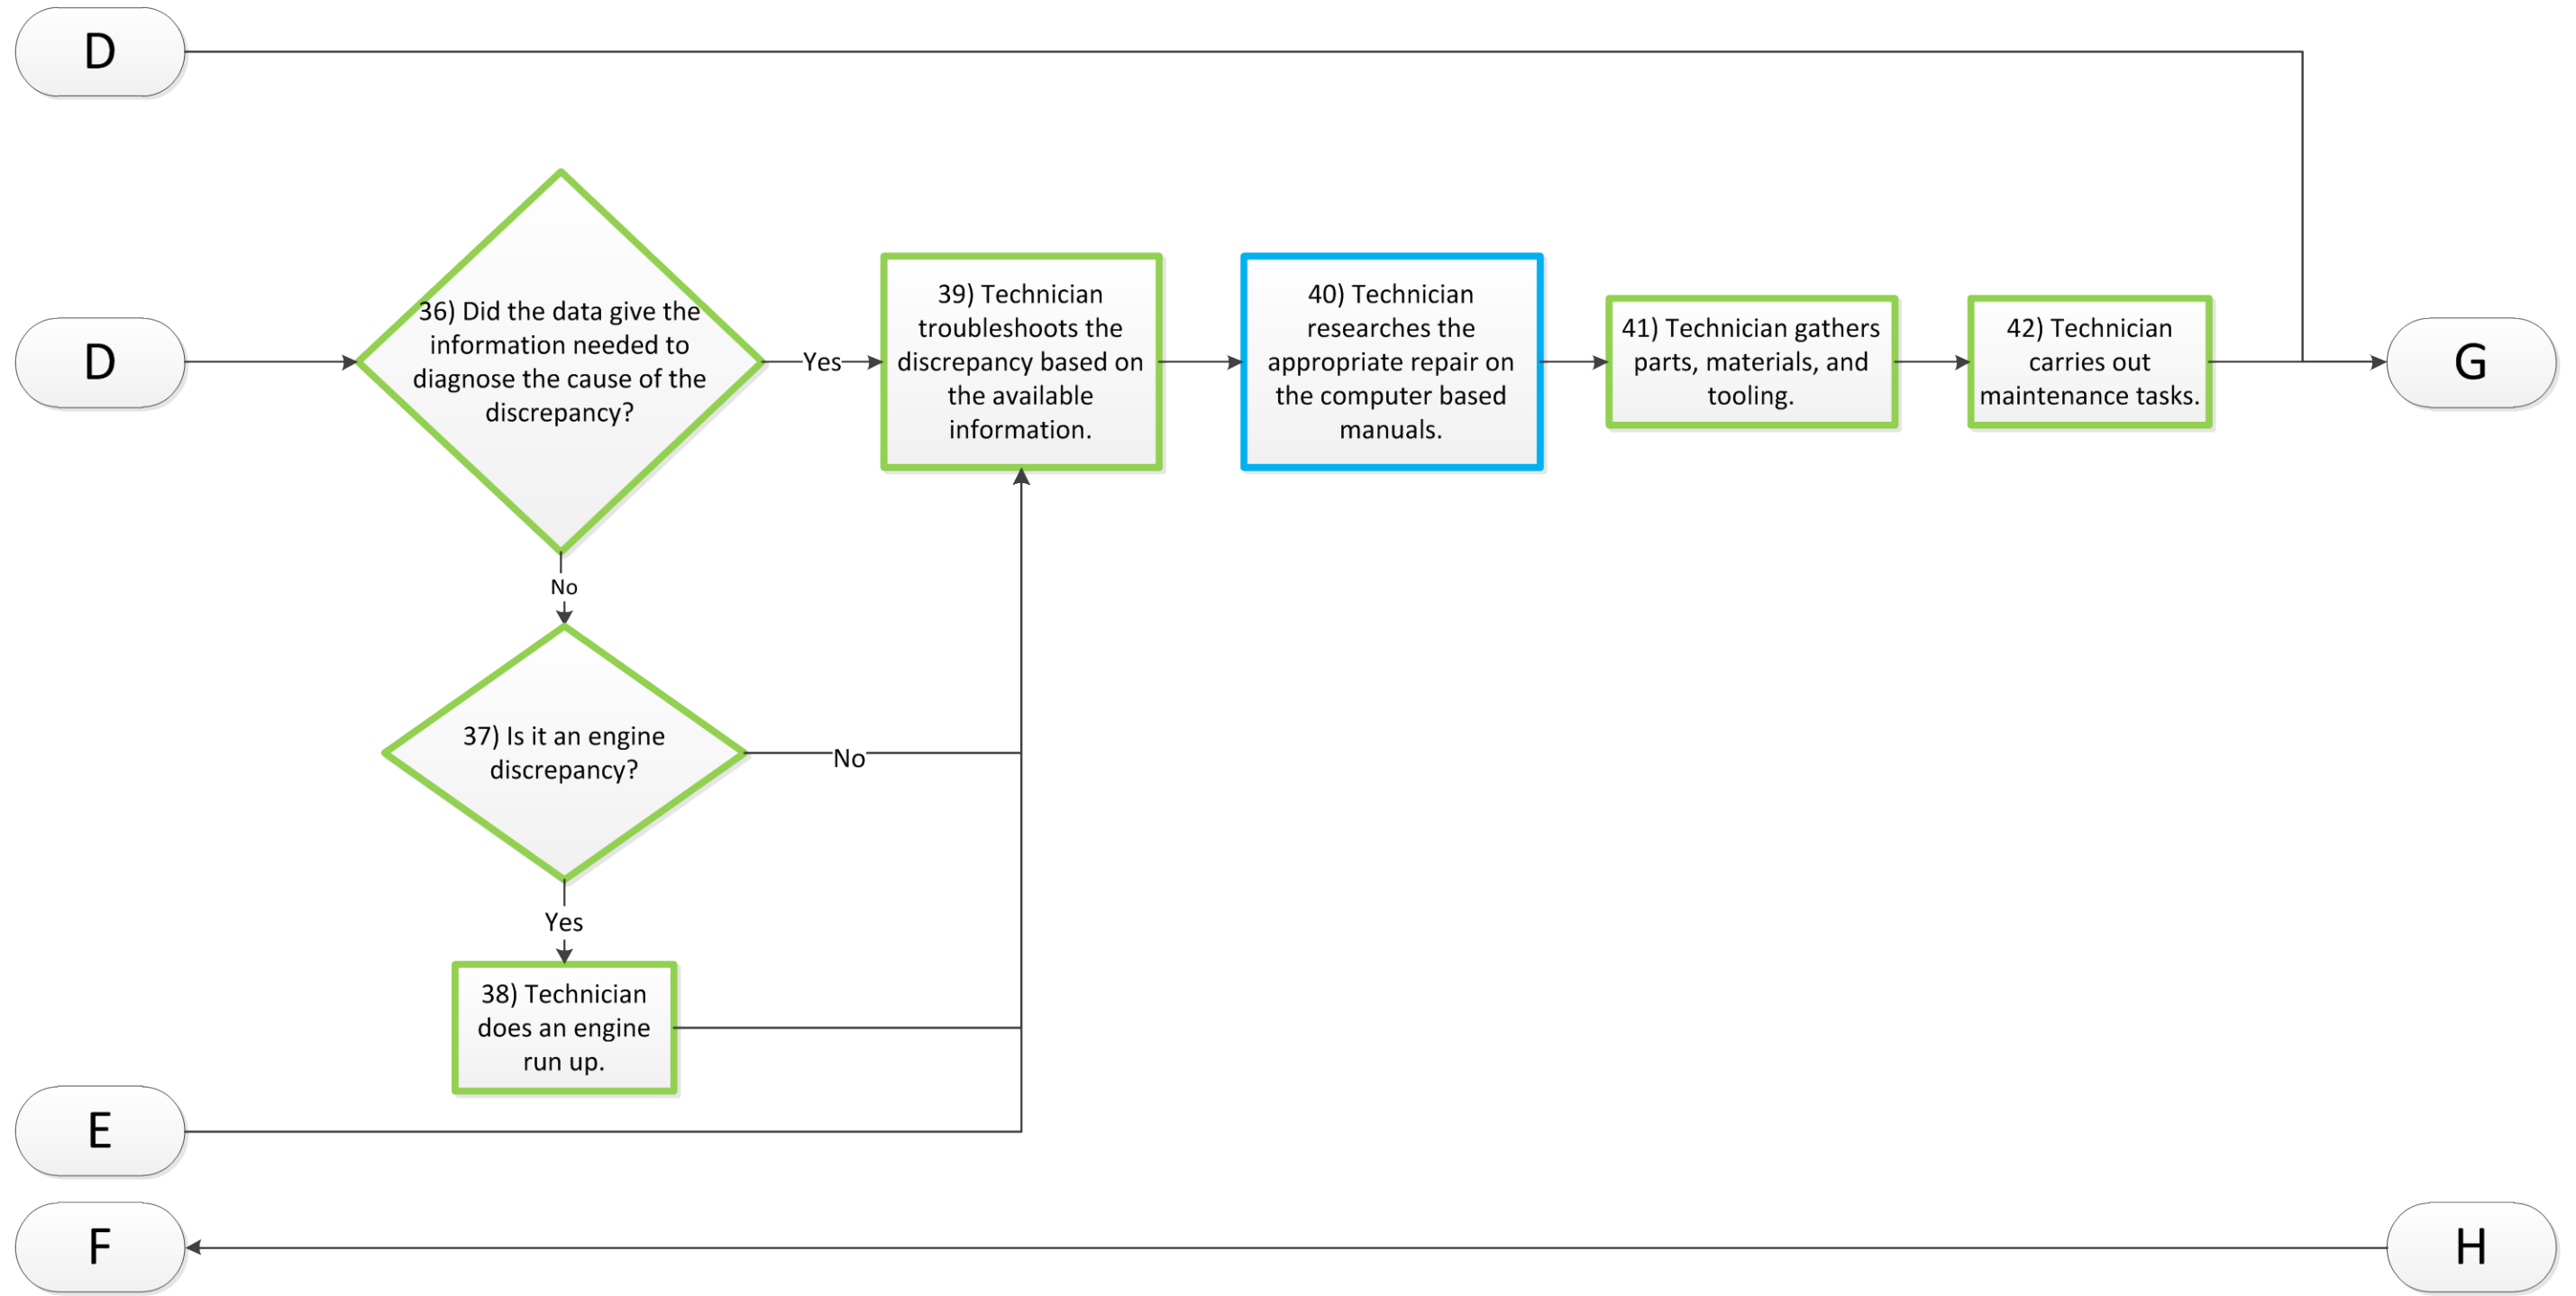 D
D
36) Did the data give the
information needed to
diagnose the cause of the
discrepancy?
Yes
39) Technician
troubleshoots the
discrepancy based on
the available
information.
40) Technician
researches the
appropriate repair on
the computer based
manuals.
41) Technician gathers
parts, materials, and
tooling.
42) Technician
carries out
maintenance tasks.
G
No
37) Is it an engine
discrepancy?
No
Yes
38) Technician
does an engine
run up.
E
F
H